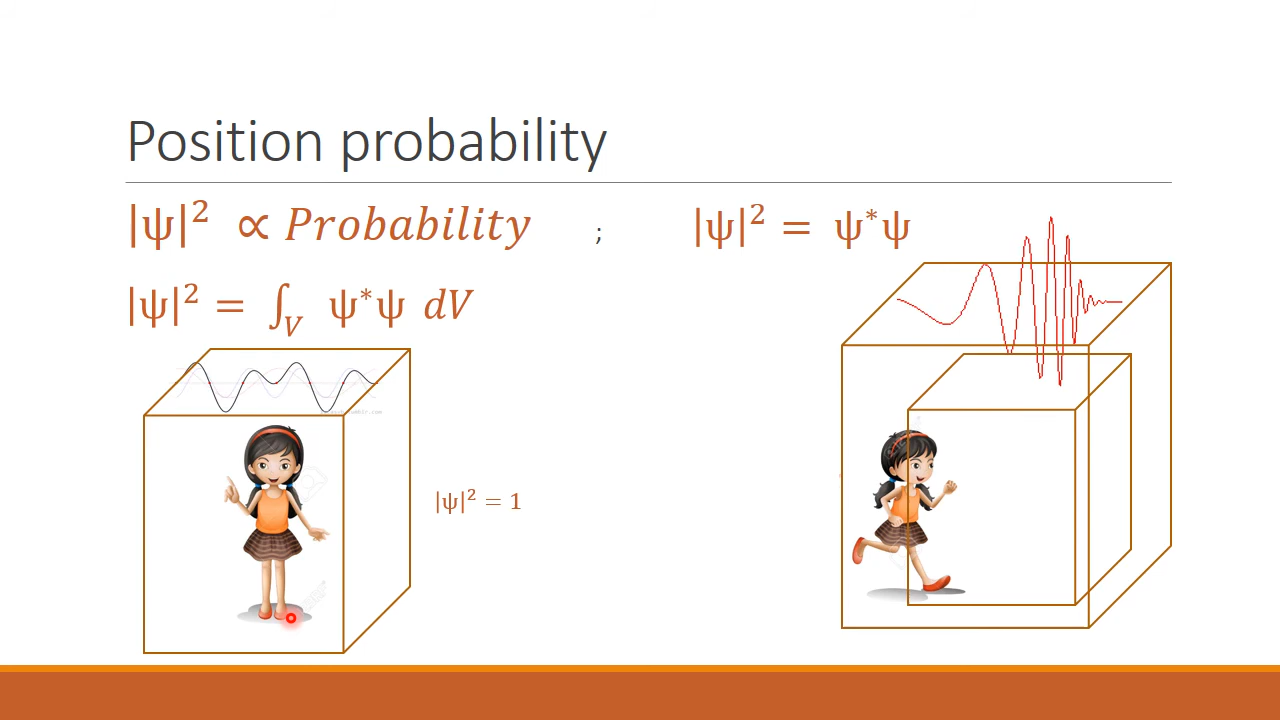 Position probability
|ψ|² ∝ Probability ; |ψ|² = ψ*ψ
|ψ|² = ∫_V ψ*ψ dV
|ψ|² = 1